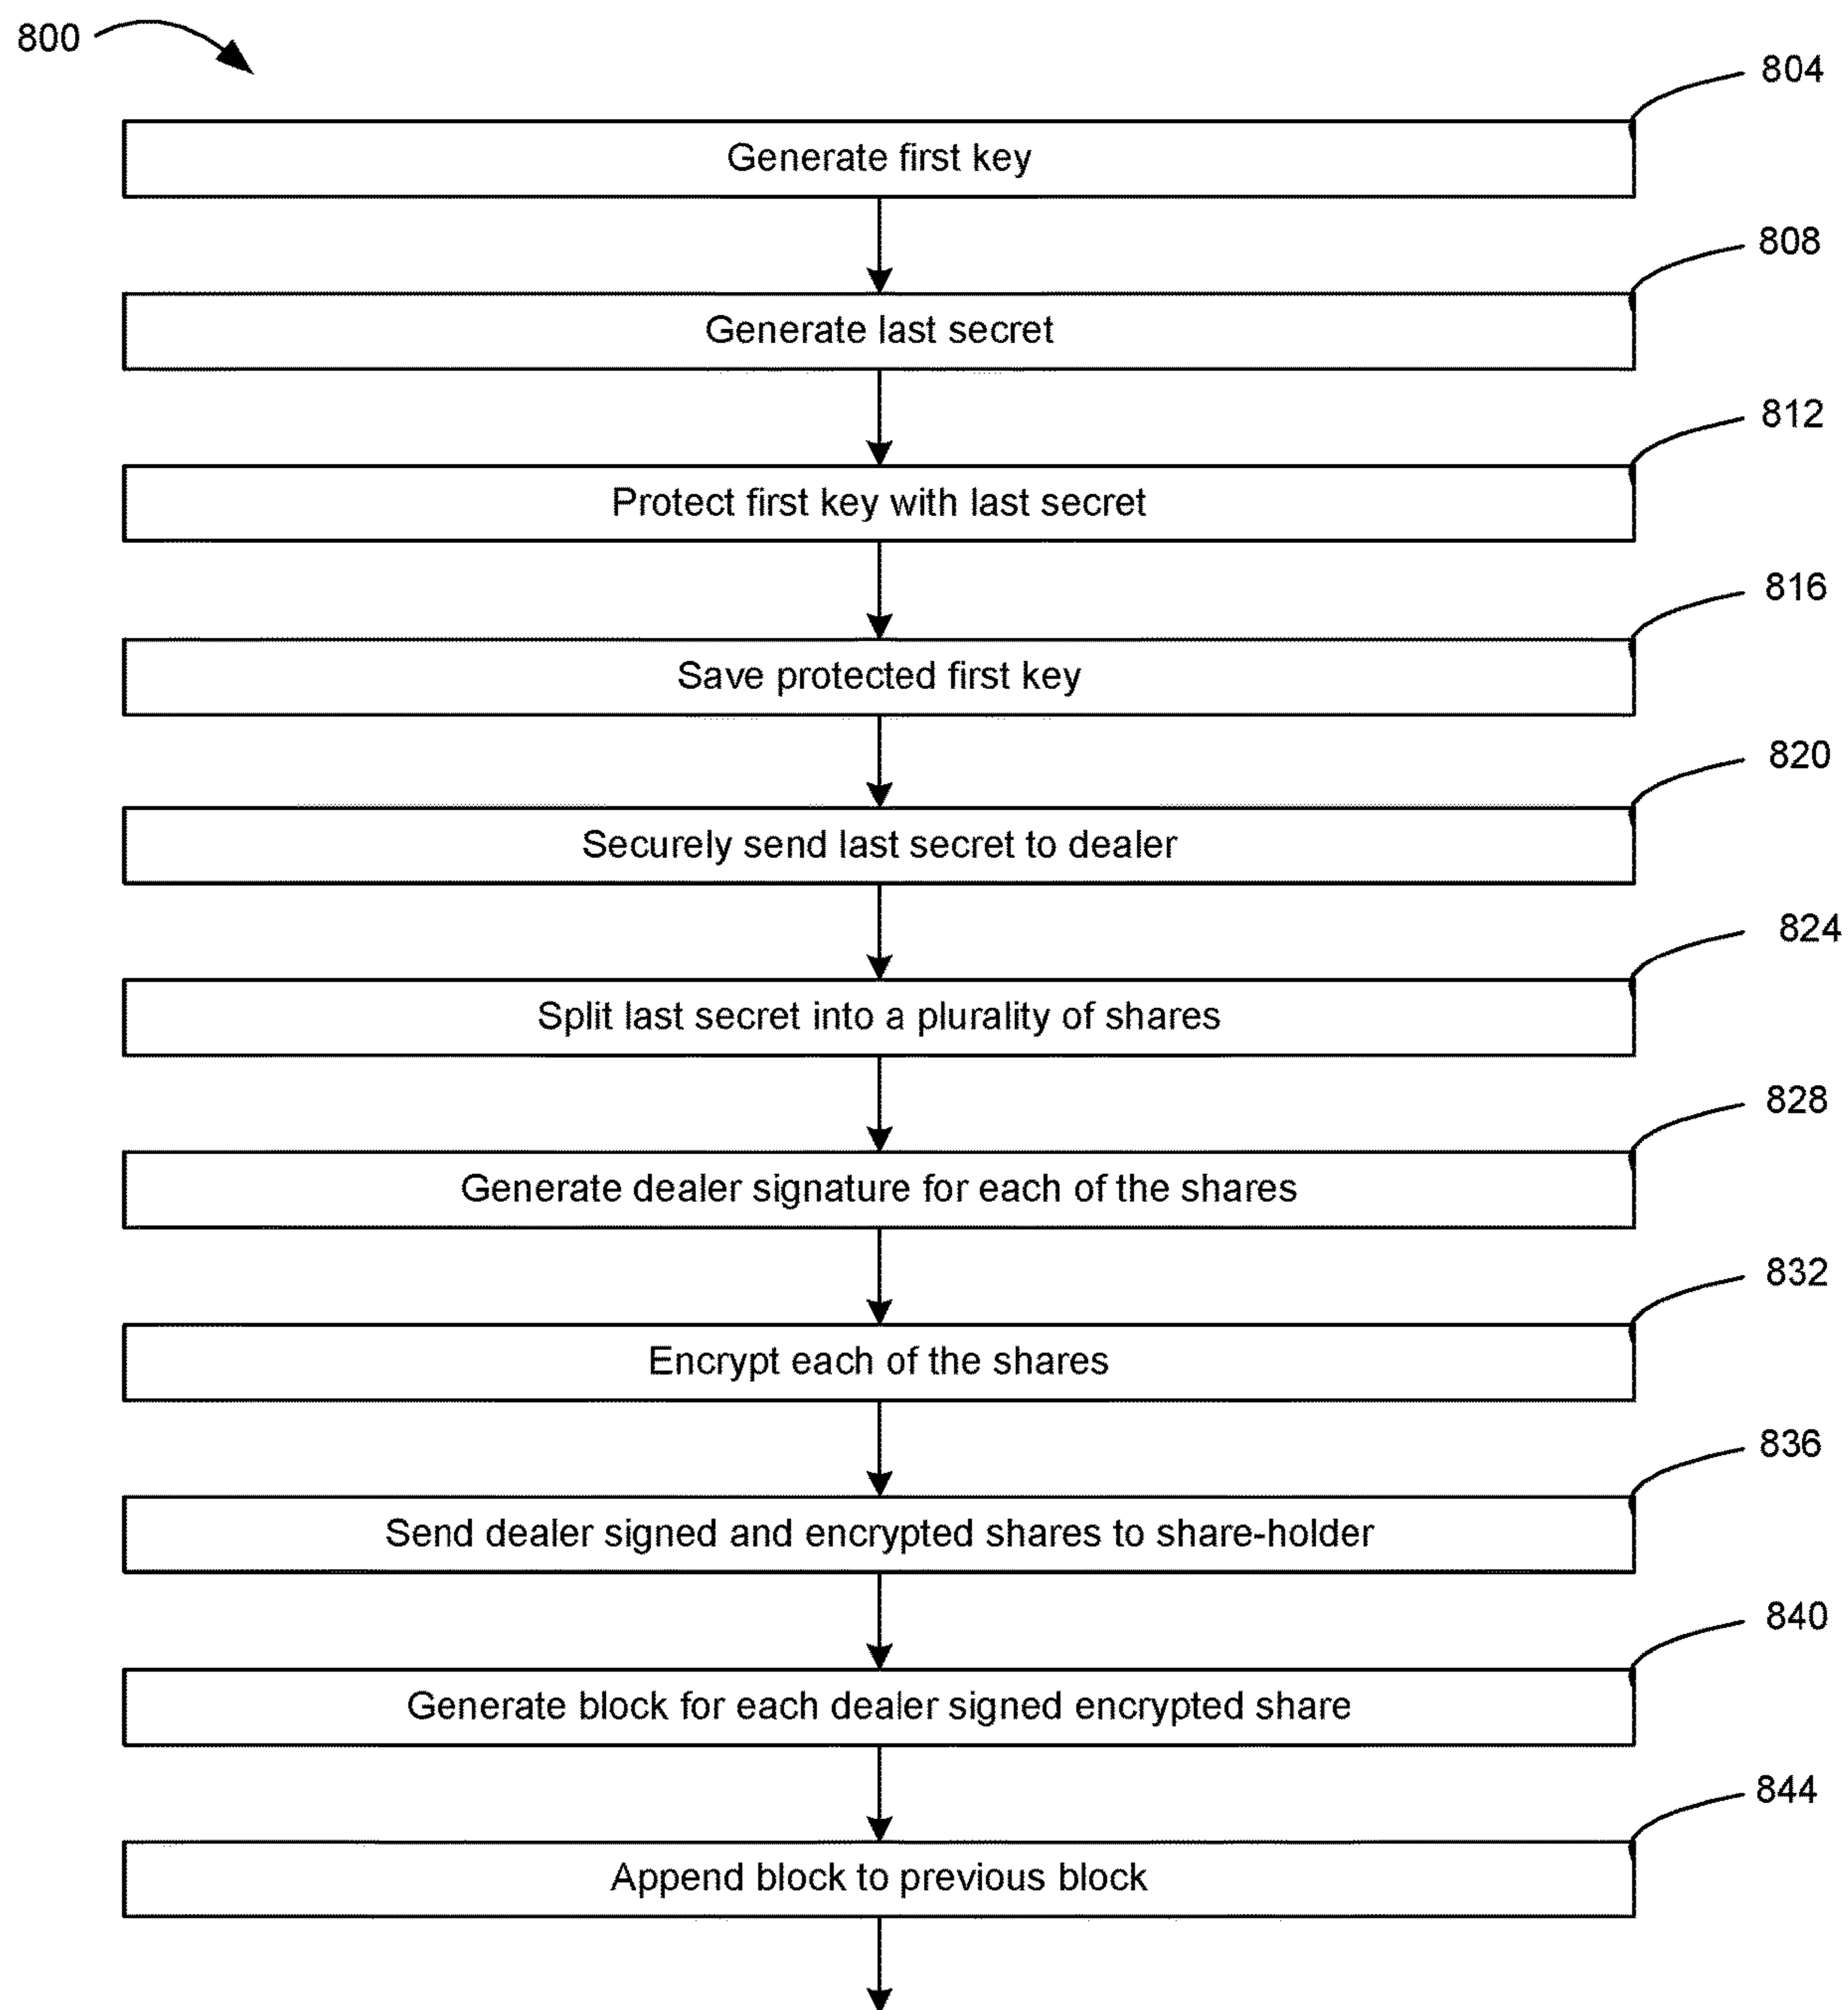 800
804
Generate first key
808
Generate last secret
812
Protect first key with last secret
816
Save protected first key
820
Securely send last secret to dealer
824
Split last secret into a plurality of shares
828
Generate dealer signature for each of the shares
832
Encrypt each of the shares
836
Send dealer signed and encrypted shares to share-holder
840
Generate block for each dealer signed encrypted share
844
Append block to previous block